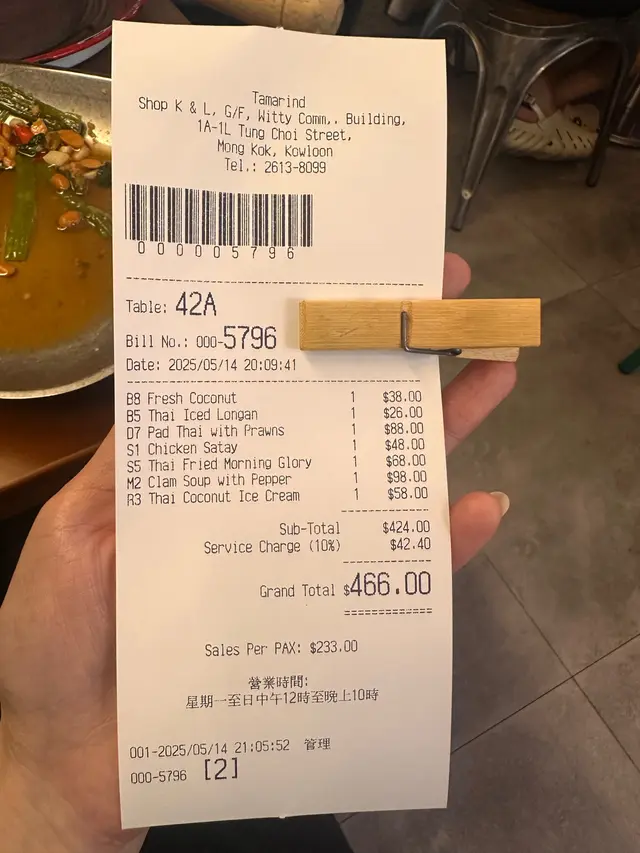 Tamarind
Shop K & L, G/F, Witty Comm,. Building,
1A-1L Tung Choi Street,
Mong Kok, Kowloon
Tel.: 2613-8099
000005796
Table: 42A
Bill No.: 000-5796
Date: 2025/05/14 20:09:41
B8 Fresh Coconut 1 $38.00
B5 Thai Iced Longan 1 $26.00
D7 Pad Thai with Prawns 1 $88.00
S1 Chicken Satay 1 $48.00
S5 Thai Fried Morning Glory 1 $68.00
M2 Clam Soup with Pepper 1 $98.00
R3 Thai Coconut Ice Cream 1 $58.00
Sub-Total $424.00
Service Charge (10%) $42.40
Grand Total $466.00
Sales Per PAX: $233.00
營業時間:
星期一至日中午12時至晚上10時
001-2025/05/14 21:05:52 管理
000-5796 [2]